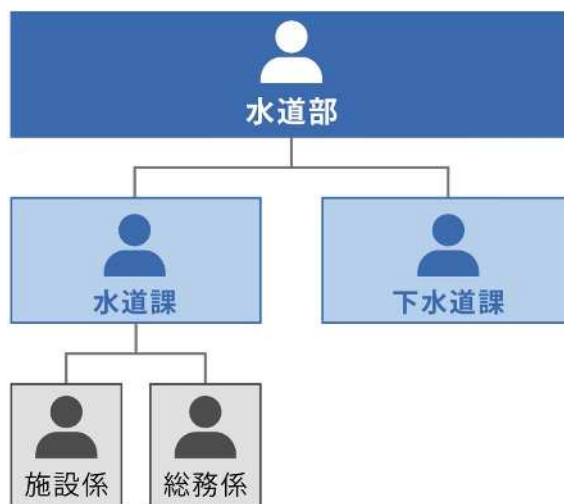 水道部
水道課
下水道課
施設係
総務係